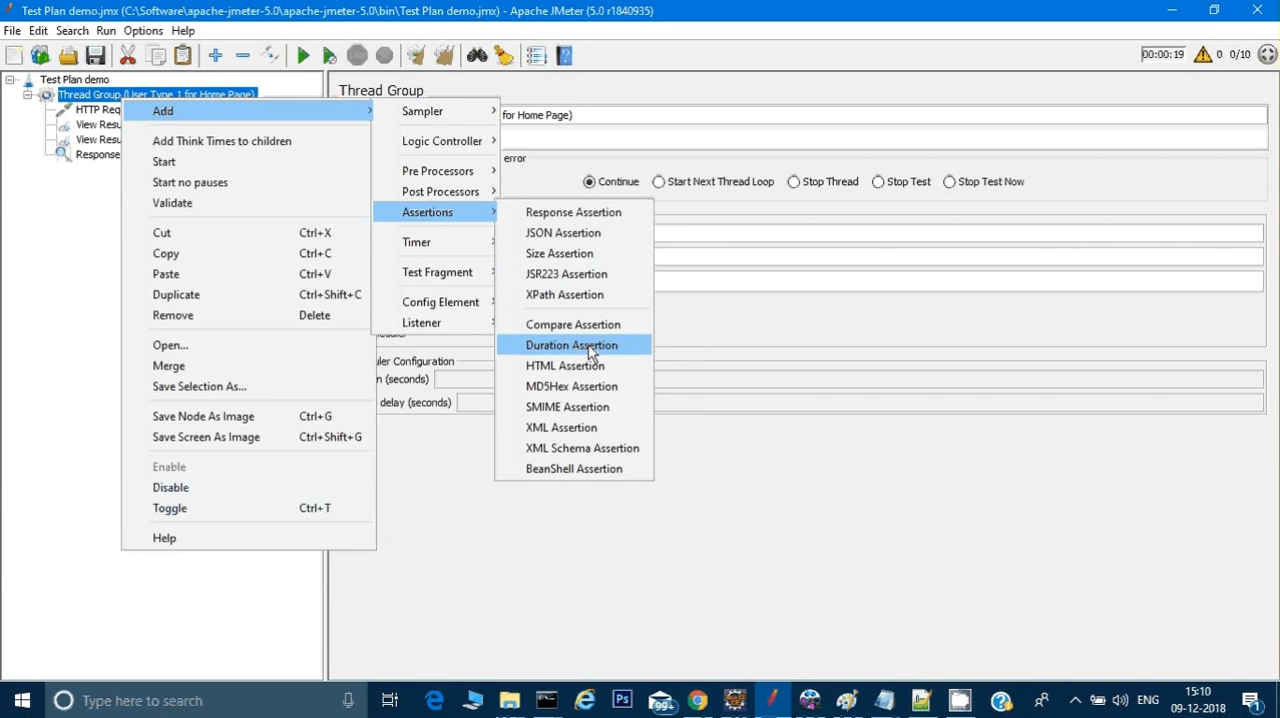 Test Plan demo.jmx (C:\Software\apache-jmeter-5.0\apache-jmeter-5.0\bin\Test Plan demo.jmx) - Apache JMeter (5.0 r1840935)
File Edit Search Run Options Help
00:00:19 0 0/10
Test Plan demo
Thread Group (User Type 1 for Home Page)
HTTP Req
View Resu
View Resu
Response
Thread Group
for Home Page)
error
Continue Start Next Thread Loop Stop Thread Stop Test Stop Test Now
uler Configuration
n (seconds)
delay (seconds)
Add
Add Think Times to children
Start
Start no pauses
Validate
Cut Ctrl+X
Copy Ctrl+C
Paste Ctrl+V
Duplicate Ctrl+Shift+C
Remove Delete
Open...
Merge
Save Selection As...
Save Node As Image Ctrl+G
Save Screen As Image Ctrl+Shift+G
Enable
Disable
Toggle Ctrl+T
Help
Sampler
Logic Controller
Pre Processors
Post Processors
Assertions
Timer
Test Fragment
Config Element
Listener
Response Assertion
JSON Assertion
Size Assertion
JSR223 Assertion
XPath Assertion
Compare Assertion
Duration Assertion
HTML Assertion
MD5Hex Assertion
SMIME Assertion
XML Assertion
XML Schema Assertion
BeanShell Assertion
Type here to search
99+
ENG
15:10
09-12-2018